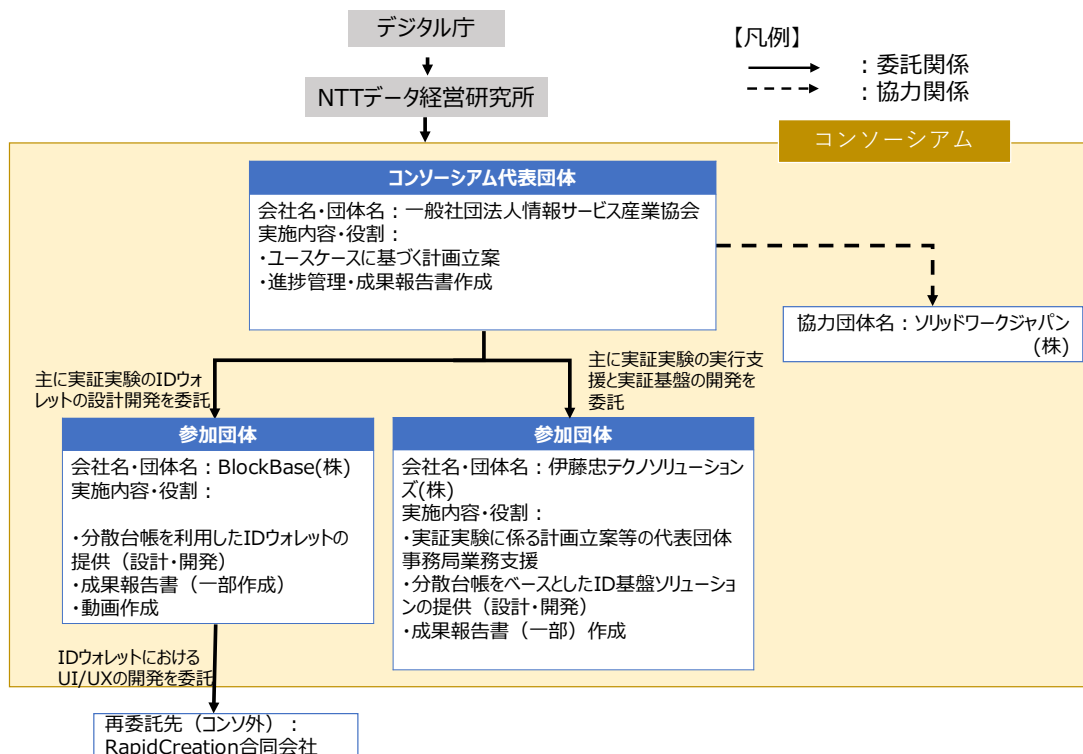 デジタル庁
NTTデータ経営研究所
【凡例】
：委託関係
：協力関係
コンソーシアム
コンソーシアム代表団体
会社名・団体名：一般社団法人情報サービス産業協会
実施内容・役割：
・ユースケースに基づく計画立案
・進捗管理・成果報告書作成
協力団体名：ソリッドワークジャパン
(株)
主に実証実験のIDウォ
レットの設計開発を委託
主に実証実験の実行支
援と実証基盤の開発を
委託
参加団体
会社名・団体名：BlockBase(株)
実施内容・役割：
・分散台帳を利用したIDウォレットの
提供（設計・開発）
・成果報告書（一部作成）
・動画作成
参加団体
会社名・団体名：伊藤忠テクノソリューション
ズ(株)
実施内容・役割：
・実証実験に係る計画立案等の代表団体
事務局業務支援
・分散台帳をベースとしたID基盤ソリューショ
ンの提供（設計・開発）
・成果報告書（一部）作成
IDウォレットにおける
UI/UXの開発を委託
再委託先（コンソ外）：
RapidCreation合同会社